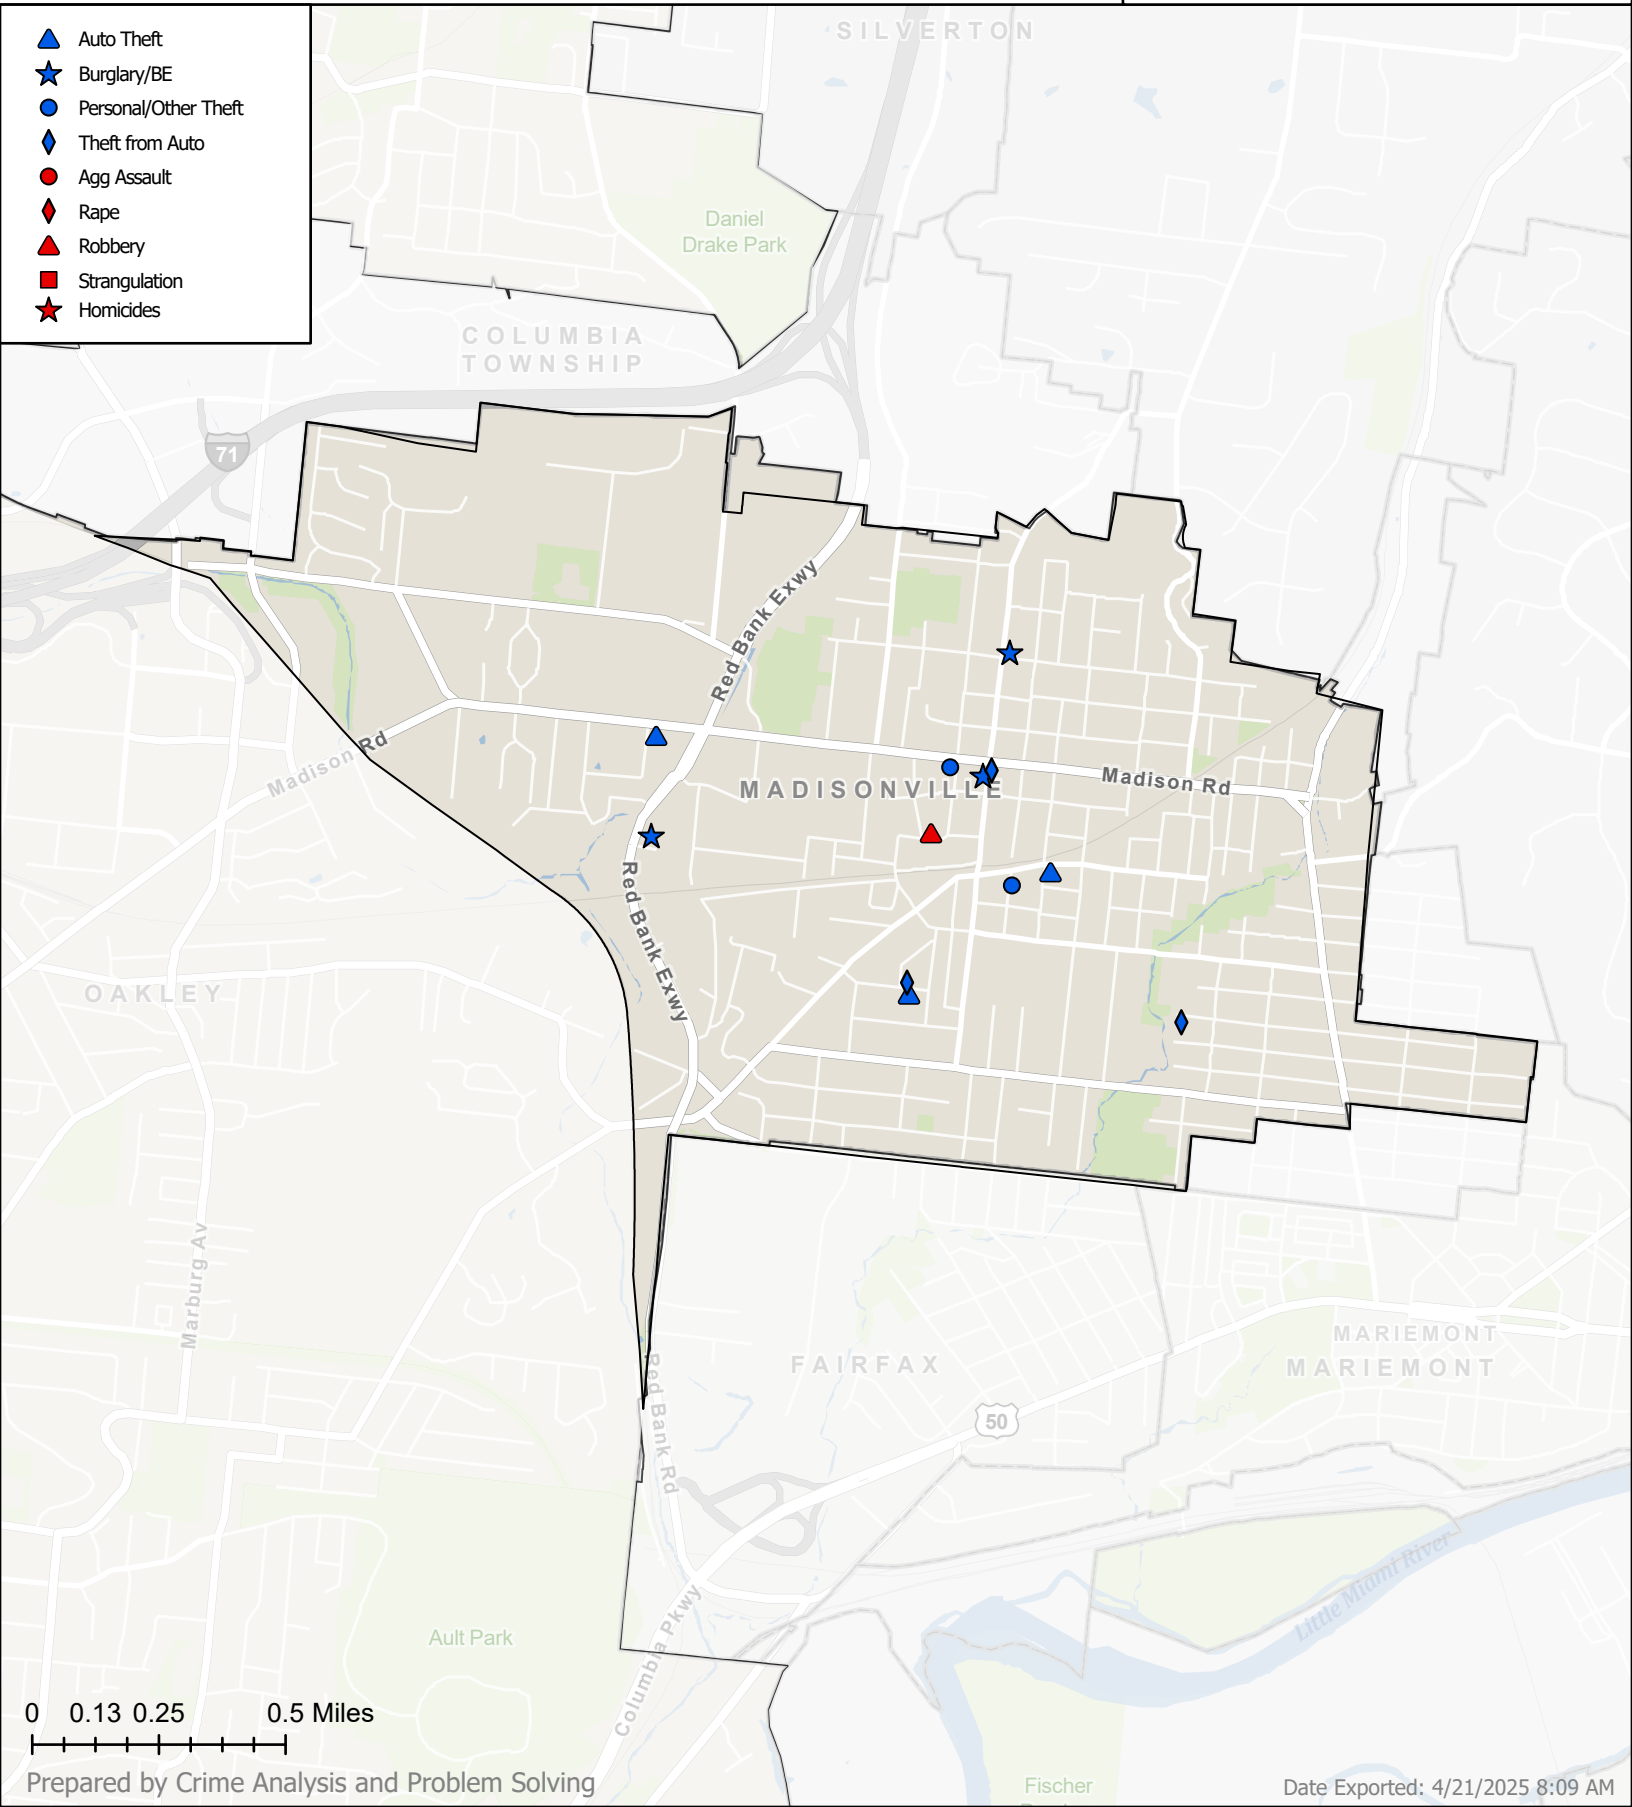 SILVERTON
Auto Theft
Burglary/BE
Personal/Other Theft
Theft from Auto
Agg Assault
Rape
Robbery
Strangulation
Homicides
Daniel
Drake Park
COLUMBIA
TOWNSHIP
71
Red Bank Exwy
Madison Rd
MADISONVILLE
Madison Rd
Red Bank Exwy
OAKLEY
Marburg Av
MARIEMONT
FAIRFAX
MARIEMONT
Red Bank Rd
50
Little Miami River
Ault Park
Columbia Pkwy
0 0.13 0.25 0.5 Miles
Prepared by Crime Analysis and Problem Solving
Fischer
Date Exported: 4/21/2025 8:09 AM